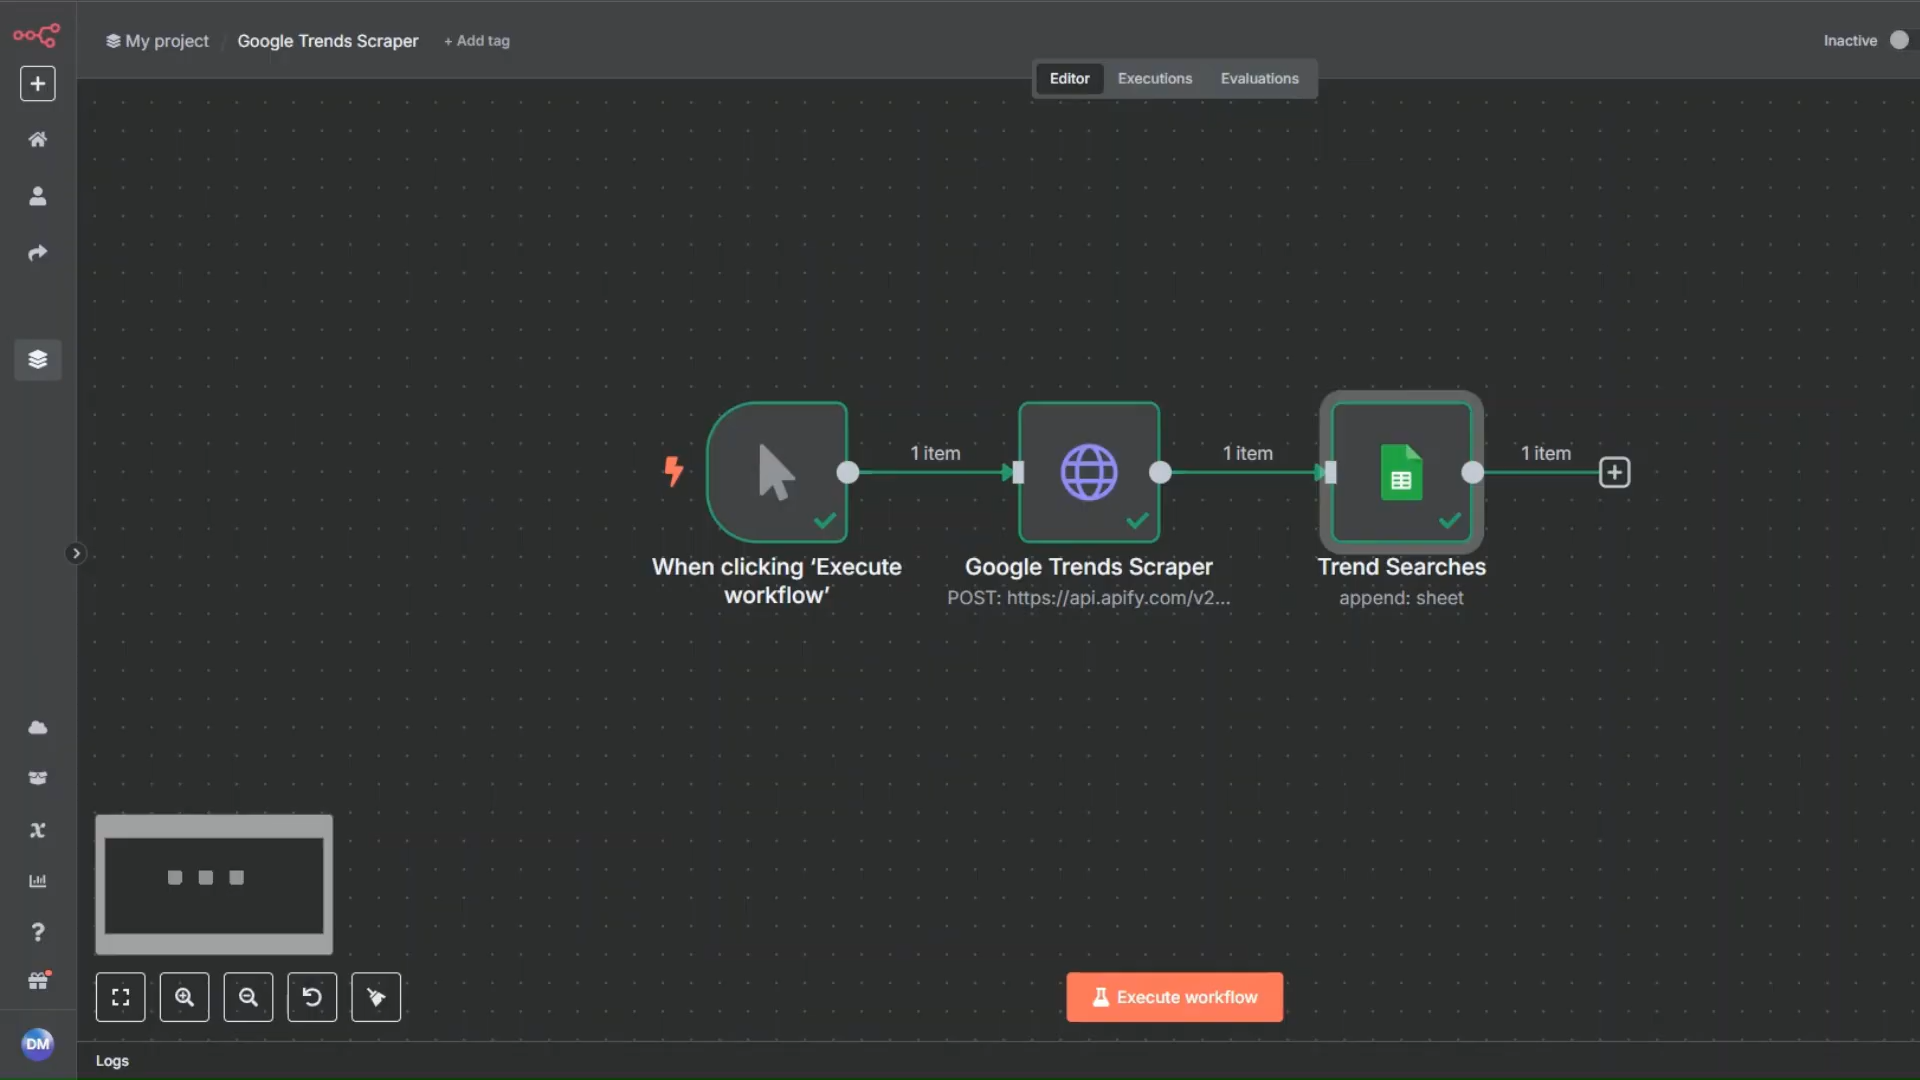 My project / Google Trends Scraper + Add tag
Inactive
Editor Executions Evaluations
1 item
1 item
1 item
When clicking ‘Execute
workflow’
Google Trends Scraper
POST: https://api.apify.com/v2...
Trend Searches
append: sheet
Execute workflow
DM
Logs